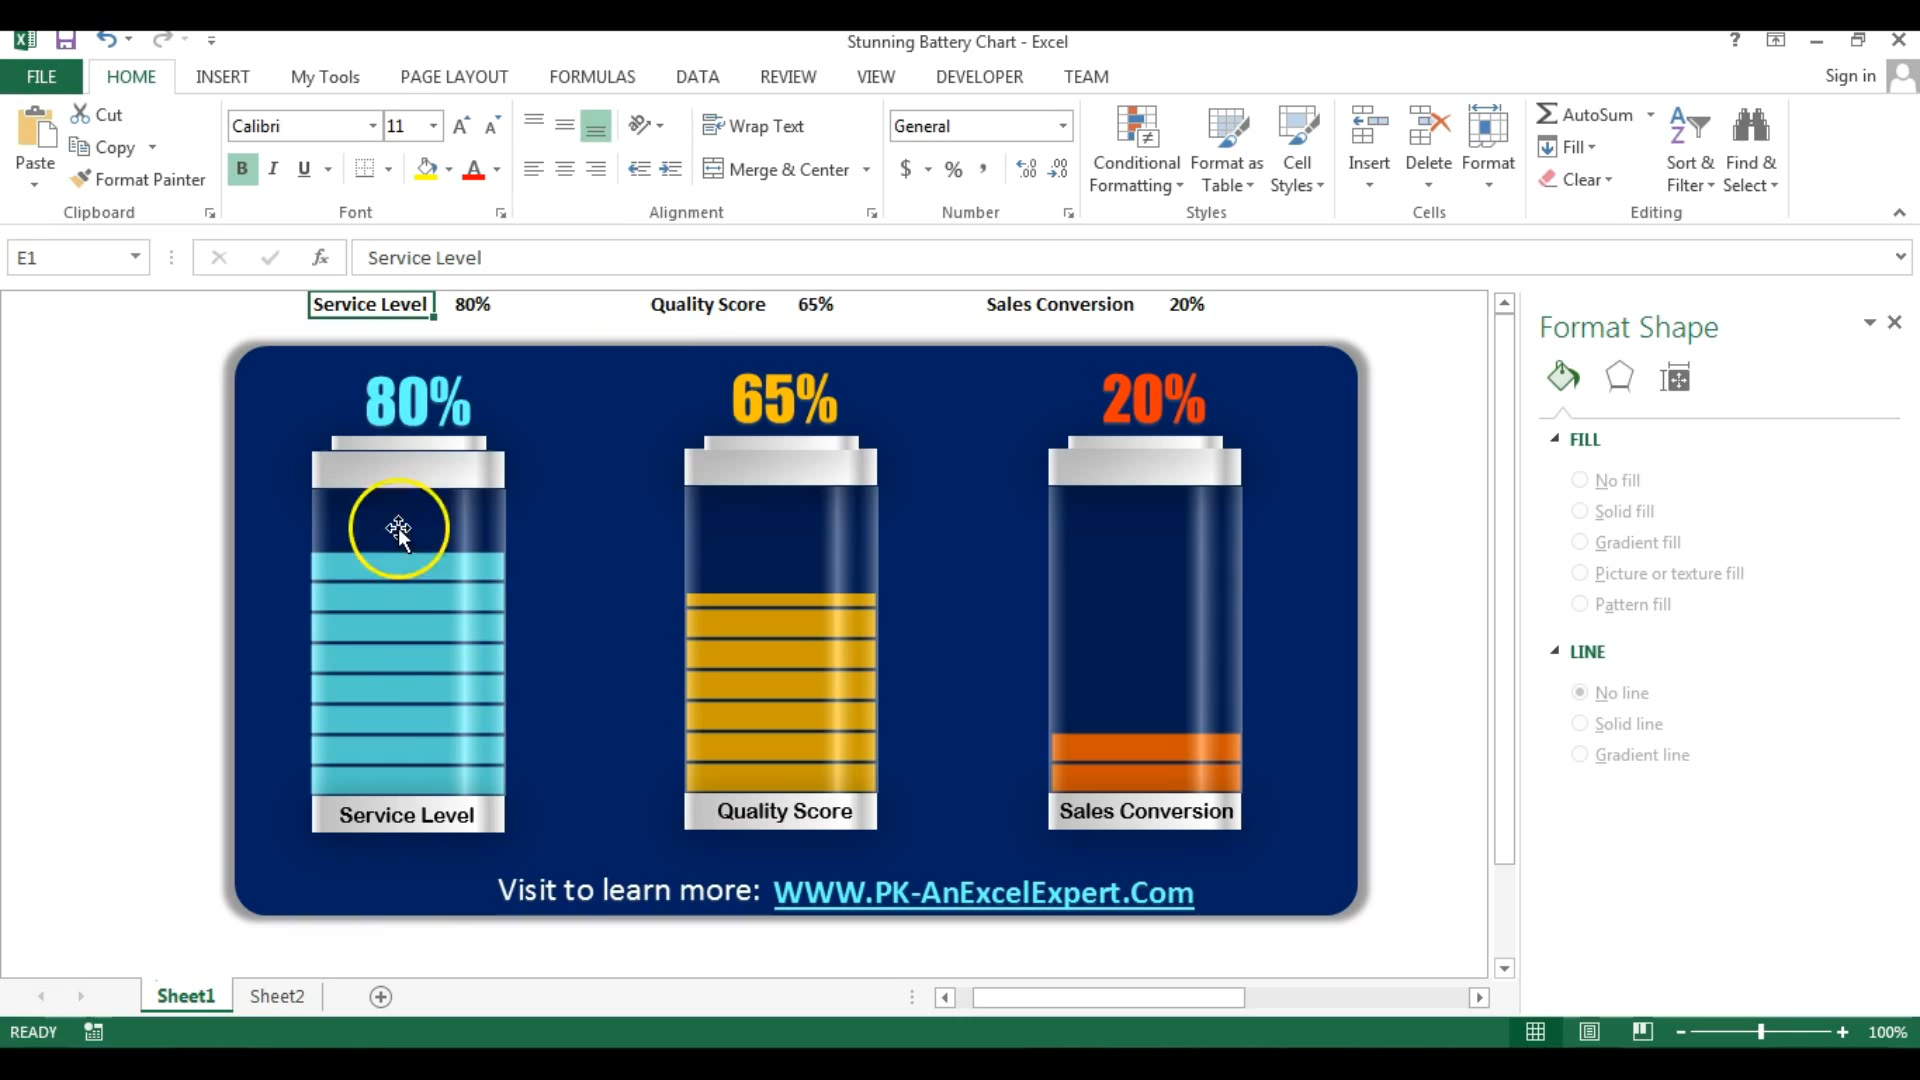 Stunning Battery Chart - Excel
?
FILE HOME INSERT My Tools PAGE LAYOUT FORMULAS DATA REVIEW VIEW DEVELOPER TEAM Sign in
Paste
Cut
Copy
Format Painter
Clipboard
Calibri 11
B I U
Font
Wrap Text
Merge & Center
Alignment
General
$ % ,
Number
Conditional Formatting
Format as Table
Cell Styles
Styles
Insert Delete Format
Cells
AutoSum
Fill
Clear
Sort & Filter
Find & Select
Editing
E1 fx Service Level
Service Level 80% Quality Score 65% Sales Conversion 20%
80% 65% 20%
Service Level Quality Score Sales Conversion
Visit to learn more: WWW.PK-AnExcelExpert.Com
Format Shape
FILL
No fill
Solid fill
Gradient fill
Picture or texture fill
Pattern fill
LINE
No line
Solid line
Gradient line
Sheet1 Sheet2
READY 100%